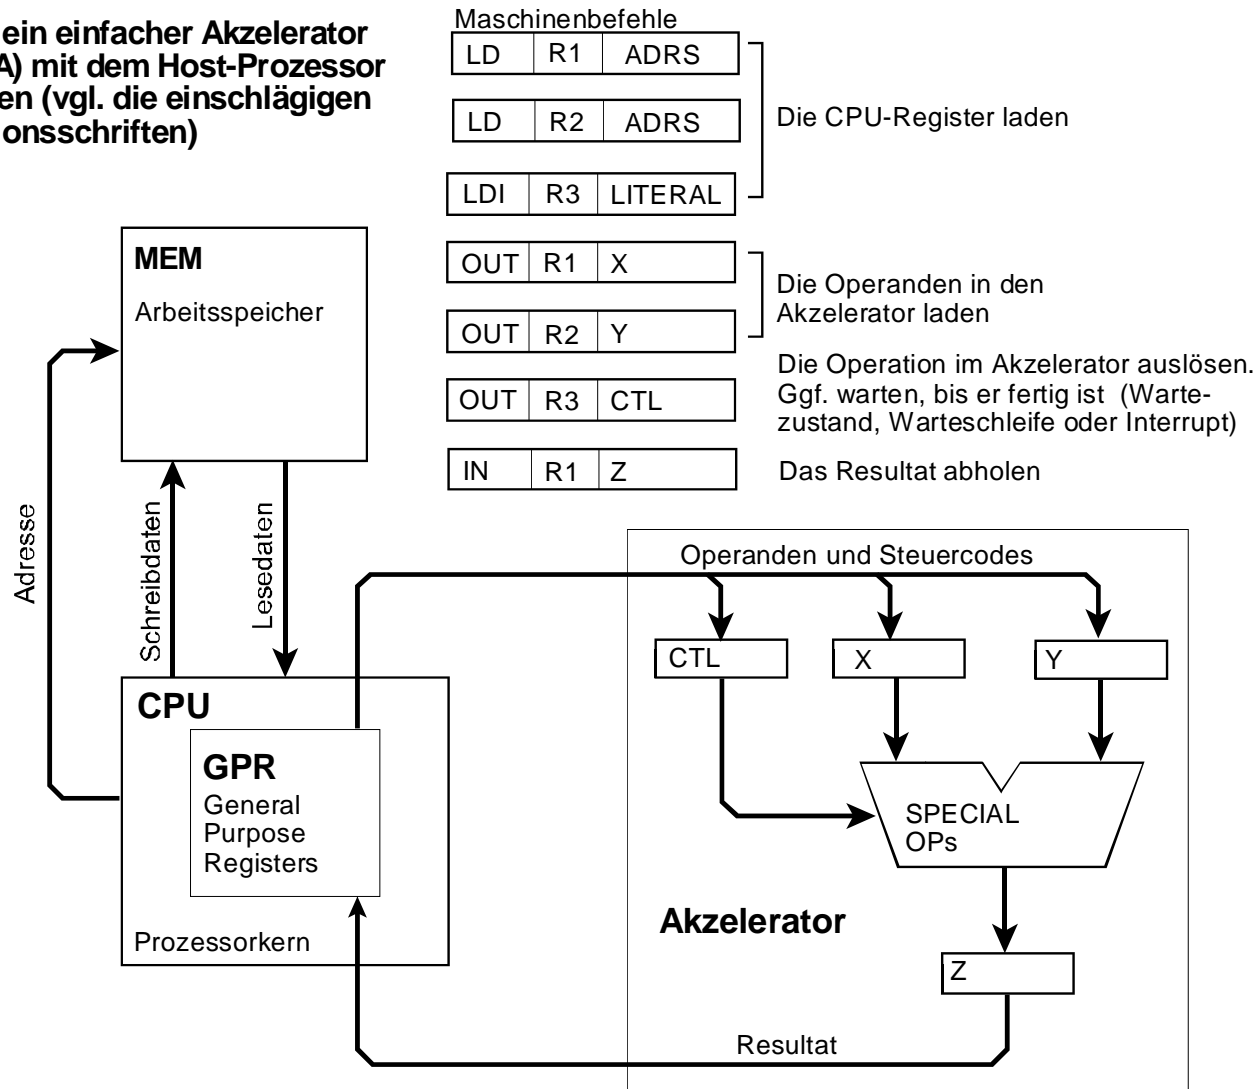 ein einfacher Akzelerator
A) mit dem Host-Prozessor
en (vgl. die einschlägigen
onsschriften)
Maschinenbefehle
LD R1 ADRS
LD R2 ADRS
LDI R3 LITERAL
Die CPU-Register laden
OUT R1 X
OUT R2 Y
Die Operanden in den
Akzelerator laden
OUT R3 CTL
Die Operation im Akzelerator auslösen.
Ggf. warten, bis er fertig ist (Warte-
zustand, Warteschleife oder Interrupt)
IN R1 Z
Das Resultat abholen
MEM
Arbeitsspeicher
Adresse
Schreibdaten
Lesedaten
CPU
GPR
General
Purpose
Registers
Prozessorkern
Operanden und Steuercodes
CTL
X
Y
SPECIAL
OPs
Akzelerator
Z
Resultat